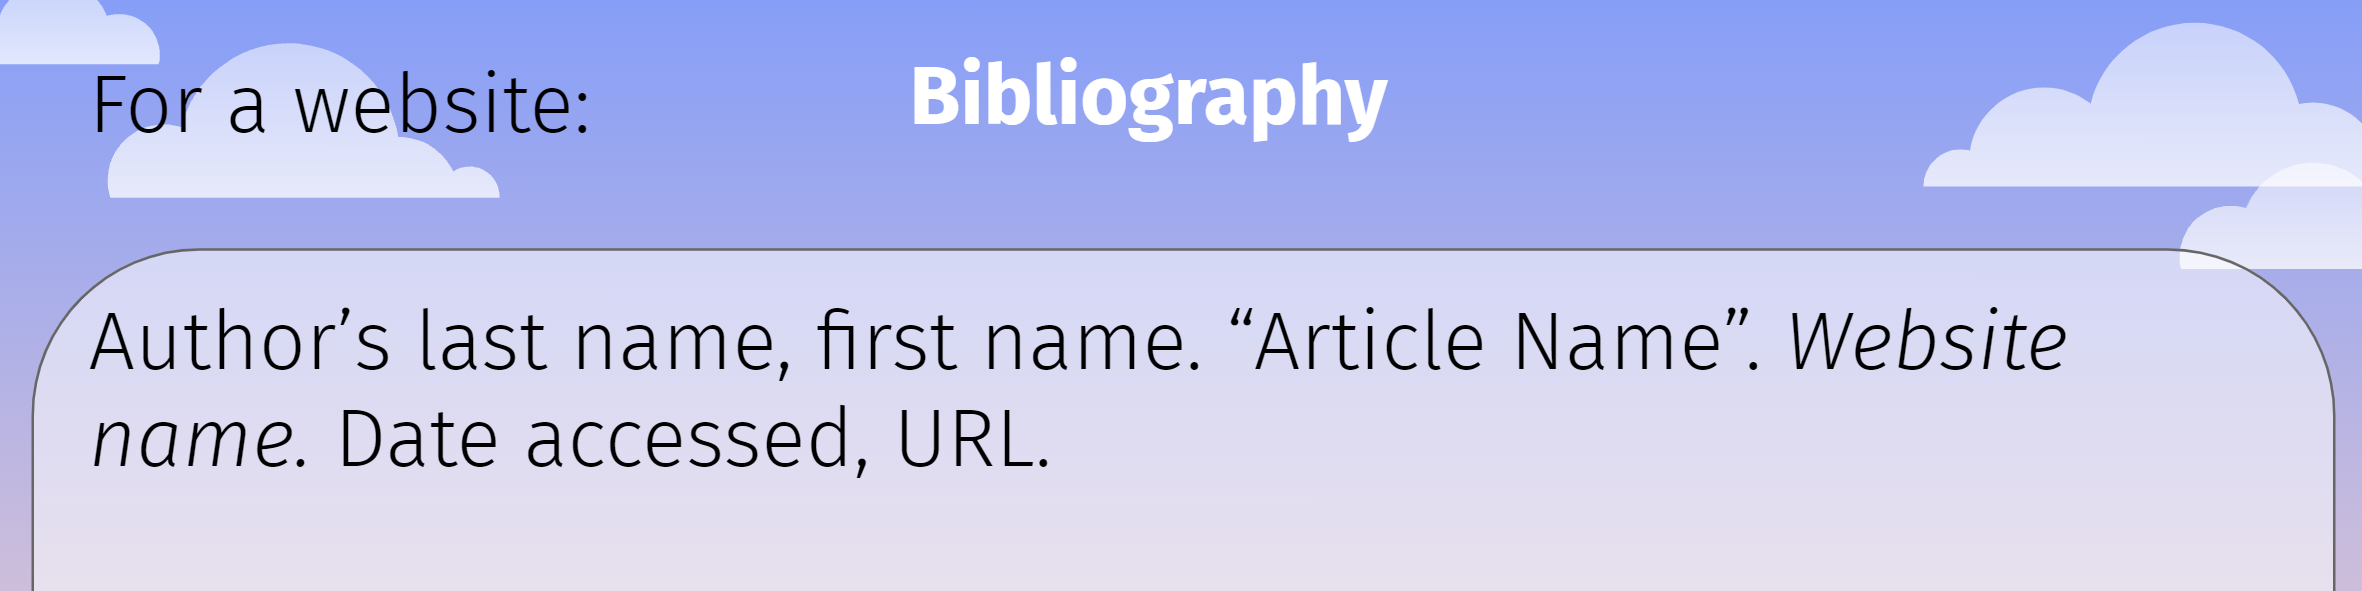 For a website:
Bibliography
Author’s last name, first name. “Article Name”. Website
name. Date accessed, URL.